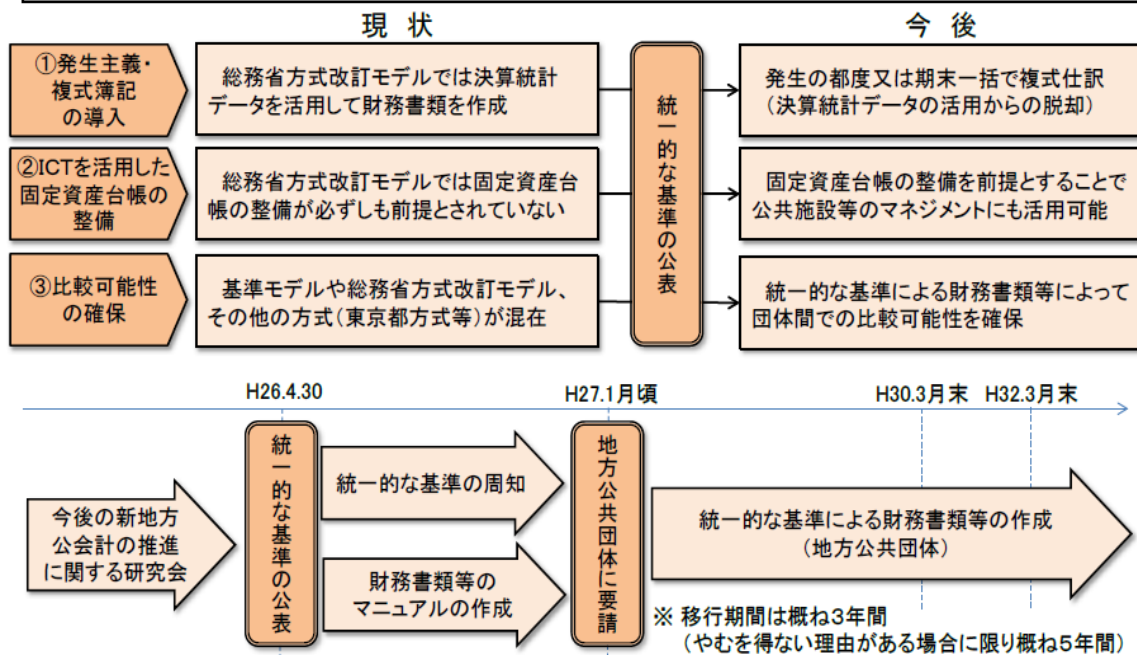 現 状
今 後
①発生主義・
複式簿記
の導入
総務省方式改訂モデルでは決算統計
データを活用して財務書類を作成
発生の都度又は期末一括で複式仕訳
(決算統計データの活用からの脱却)
②ICTを活用した
固定資産台帳の
整備
総務省方式改訂モデルでは固定資産台
帳の整備が必ずしも前提とされていない
固定資産台帳の整備を前提とすることで
公共施設等のマネジメントにも活用可能
③比較可能性
の確保
基準モデルや総務省方式改訂モデル、
その他の方式(東京都方式等)が混在
統一的な基準による財務書類等によって
団体間での比較可能性を確保
統一的な基準の公表
H26.4.30
H27.1月頃
H30.3月末
H32.3月末
今後の新地方
公会計の推進
に関する研究会
統一的な基準の公表
統一的な基準の周知
財務書類等の
マニュアルの作成
地方公共団体に要請
統一的な基準による財務書類等の作成
(地方公共団体)
※ 移行期間は概ね3年間
(やむを得ない理由がある場合に限り概ね5年間)